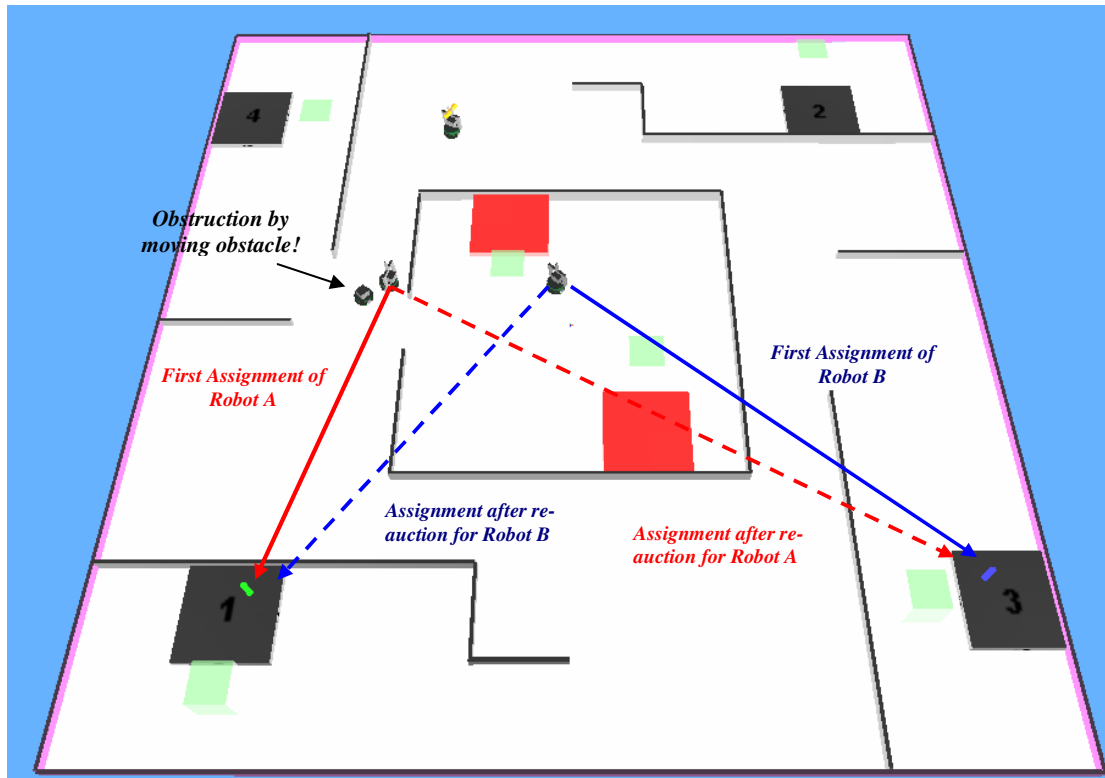 4
2
Obstruction by
moving obstacle!
First Assignment of
Robot A
First Assignment of
Robot B
Assignment after re-
auction for Robot B
Assignment after re-
auction for Robot A
1
3